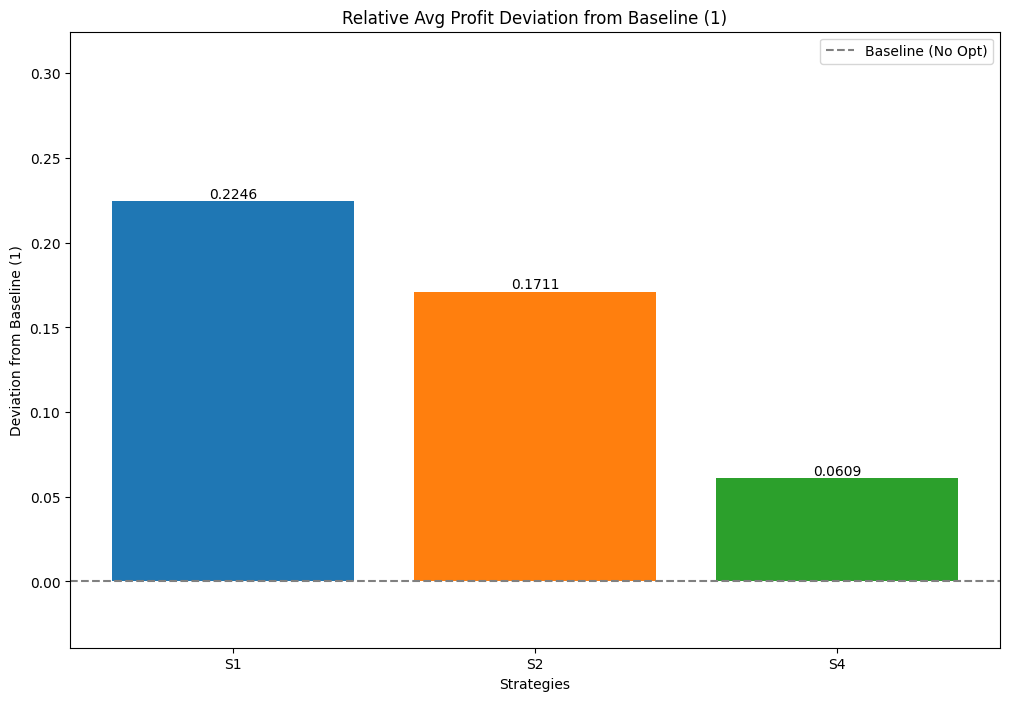 Relative Avg Profit Deviation from Baseline (1)
Baseline (No Opt)
Deviation from Baseline (1)
0.30
0.25
0.20
0.15
0.10
0.05
0.00
0.2246
0.1711
0.0609
S1
S2
S4
Strategies